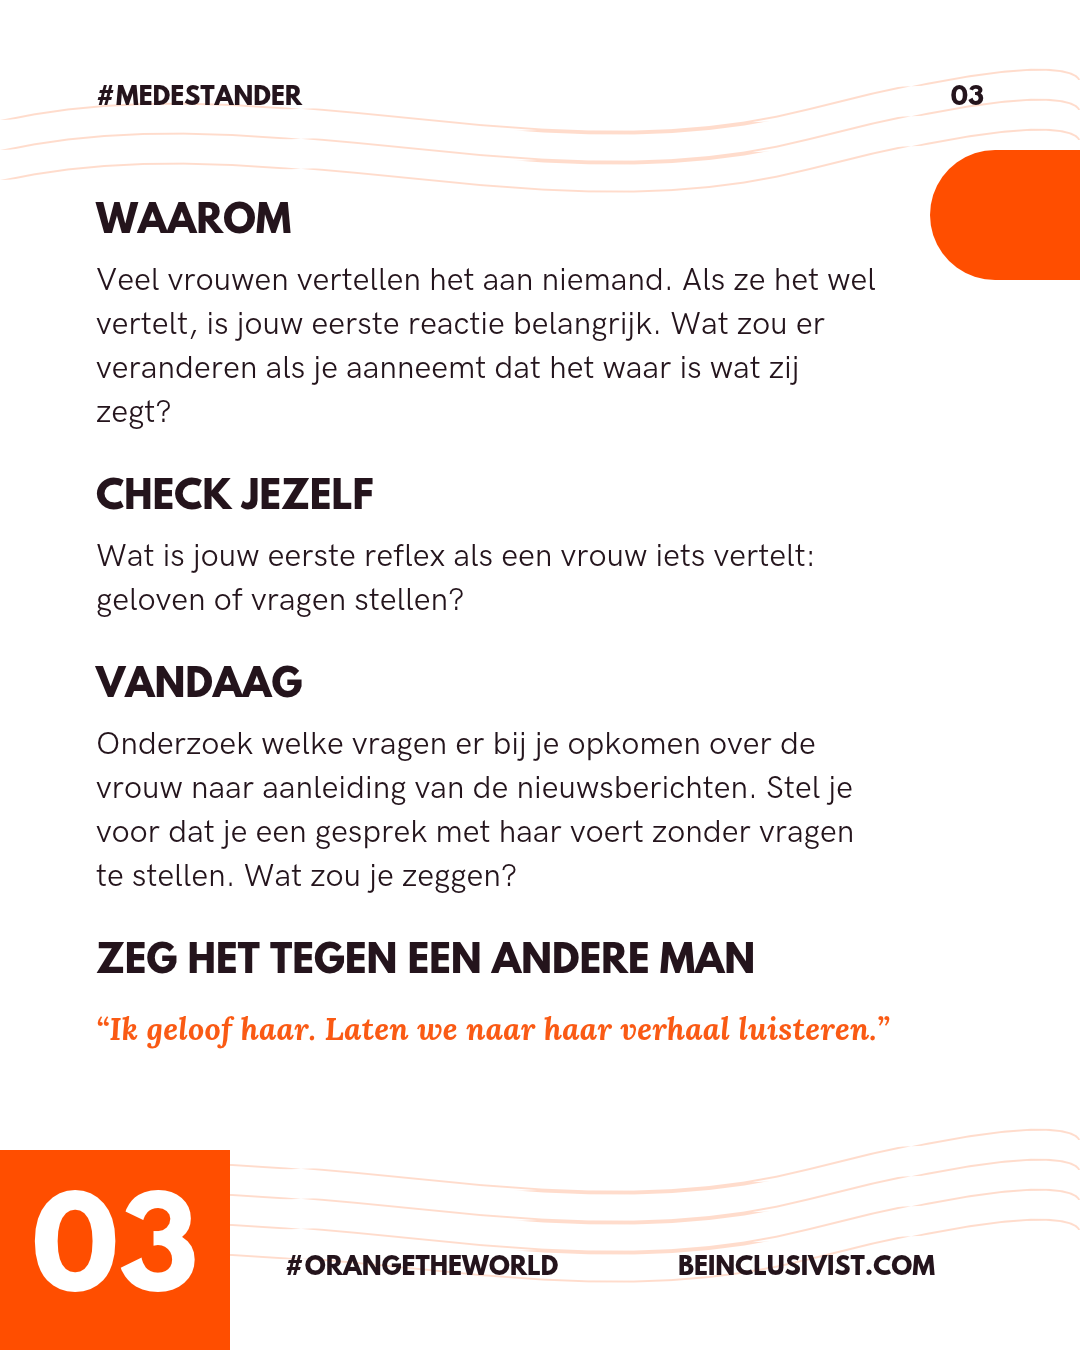 #MEDESTANDER
03
WAAROM
Veel vrouwen vertellen het aan niemand. Als ze het wel
vertelt, is jouw eerste reactie belangrijk. Wat zou er
veranderen als je aanneemt dat het waar is wat zij
zegt?
CHECK JEZELF
Wat is jouw eerste reflex als een vrouw iets vertelt:
geloven of vragen stellen?
VANDAAG
Onderzoek welke vragen er bij je opkomen over de
vrouw naar aanleiding van de nieuwsberichten. Stel je
voor dat je een gesprek met haar voert zonder vragen
te stellen. Wat zou je zeggen?
ZEG HET TEGEN EEN ANDERE MAN
“Ik geloof haar. Laten we naar haar verhaal luisteren.”
03
#ORANGETHEWORLD
BEINCLUSIVIST.COM